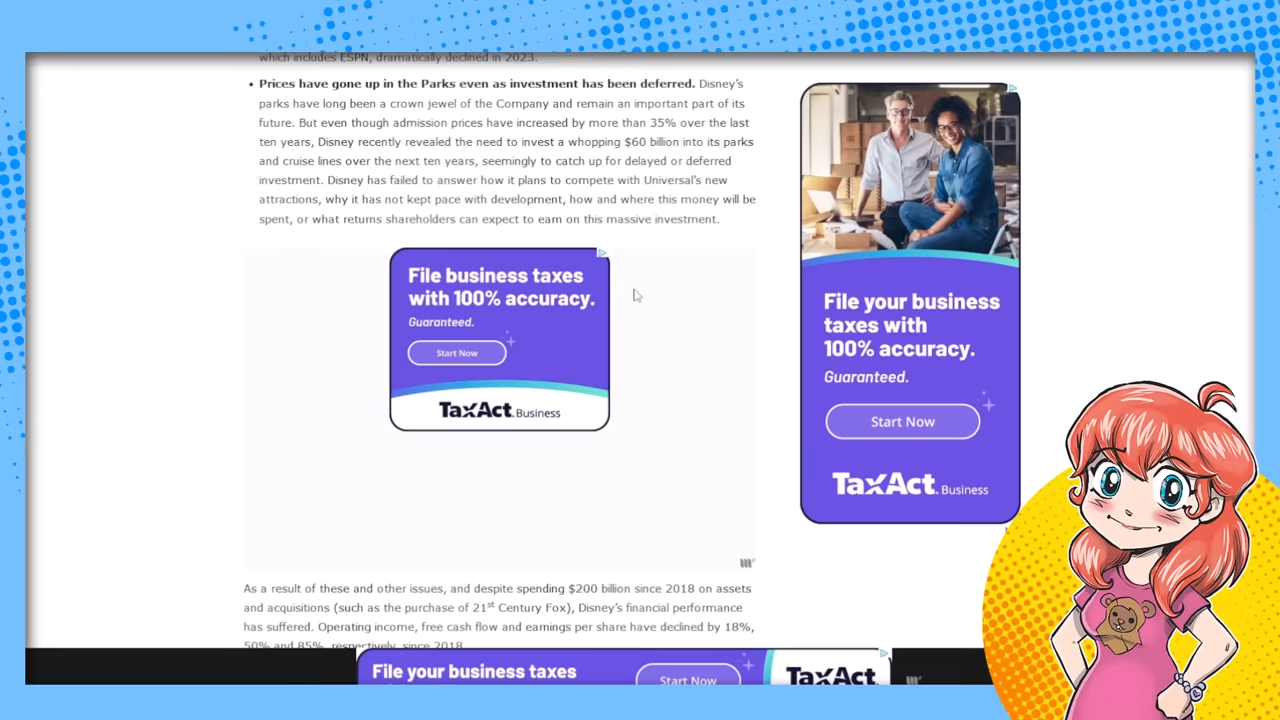 which includes ESPN, dramatically declined in 2023.
• Prices have gone up in the Parks even as investment has been deferred. Disney's
parks have long been a crown jewel of the Company and remain an important part of its
future. But even though admission prices have increased by more than 35% over the last
ten years, Disney recently revealed the need to invest a whopping $60 billion into its parks
and cruise lines over the next ten years, seemingly to catch up for delayed or deferred
investment. Disney has failed to answer how it plans to compete with Universal's new
attractions, why it has not kept pace with development, how and where this money will be
spent, or what returns shareholders can expect to earn on this massive investment.
File business taxes
with 100% accuracy.
Guaranteed.
Start Now
TaxAct. Business
File your business
taxes with
100% accuracy.
Guaranteed.
Start Now
TaxAct. Business
As a result of these and other issues, and despite spending $200 billion since 2018 on assets
and acquisitions (such as the purchase of 21st Century Fox), Disney's financial performance
has suffered. Operating income, free cash flow and earnings per share have declined by 18%,
50% and 85%, respectively, since 2018.
File your business taxes
Start Now
TaxAct.